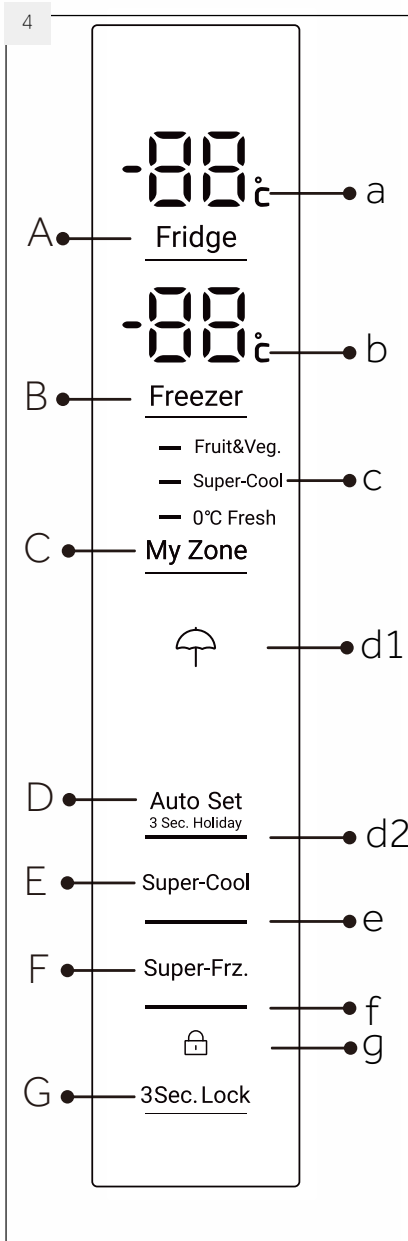 4
-88°c
a
A
Fridge
-88°c
b
B
Freezer
Fruit&Veg.
Super-Cool
c
0°C Fresh
C
My Zone
d1
D
Auto Set
3 Sec. Holiday
d2
E
Super-Cool
e
F
Super-Frz.
f
g
G
3Sec. Lock